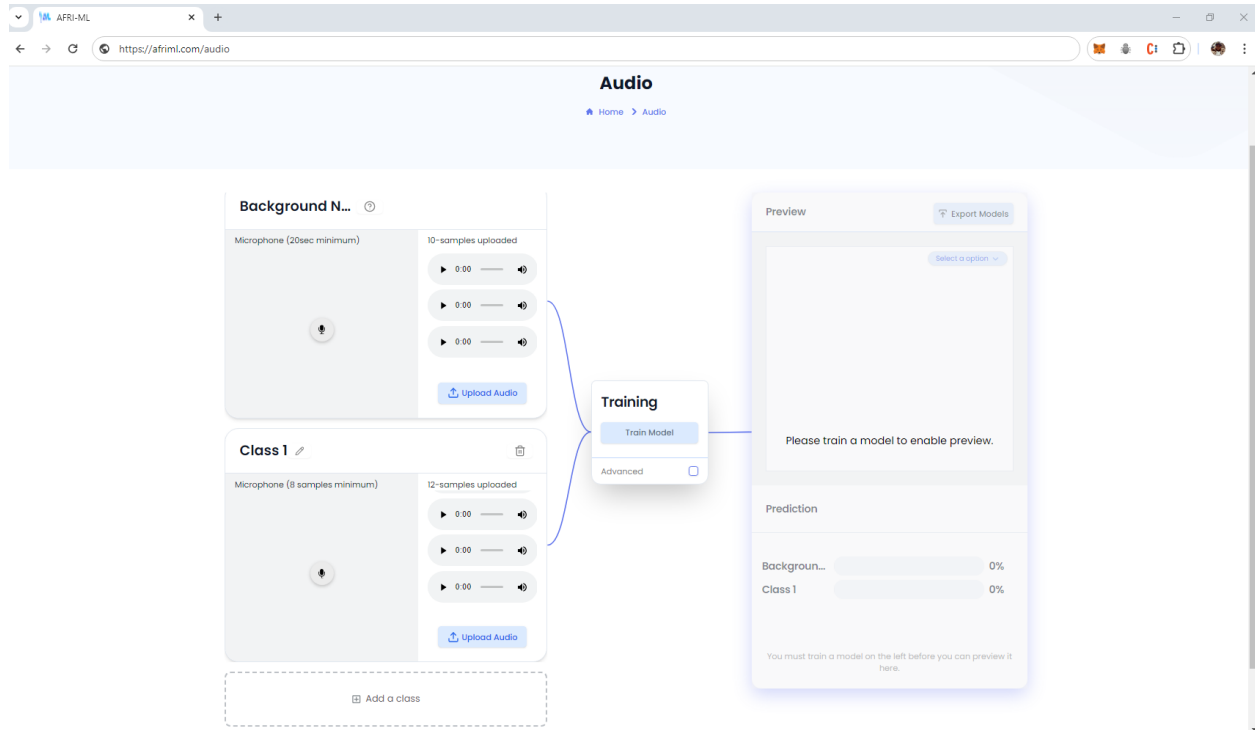 AFRI-ML
https://afriml.com/audio
Audio
Home > Audio
Background N...
Microphone (20sec minimum)
10-samples uploaded
0:00
0:00
0:00
Upload Audio
Class 1
Microphone (8 samples minimum)
12-samples uploaded
0:00
0:00
0:00
Upload Audio
Add a class
Training
Train Model
Advanced
Preview
Export Models
Select a option
Please train a model to enable preview.
Prediction
Backgroun... 0%
Class 1 0%
You must train a model on the left before you can preview it
here.